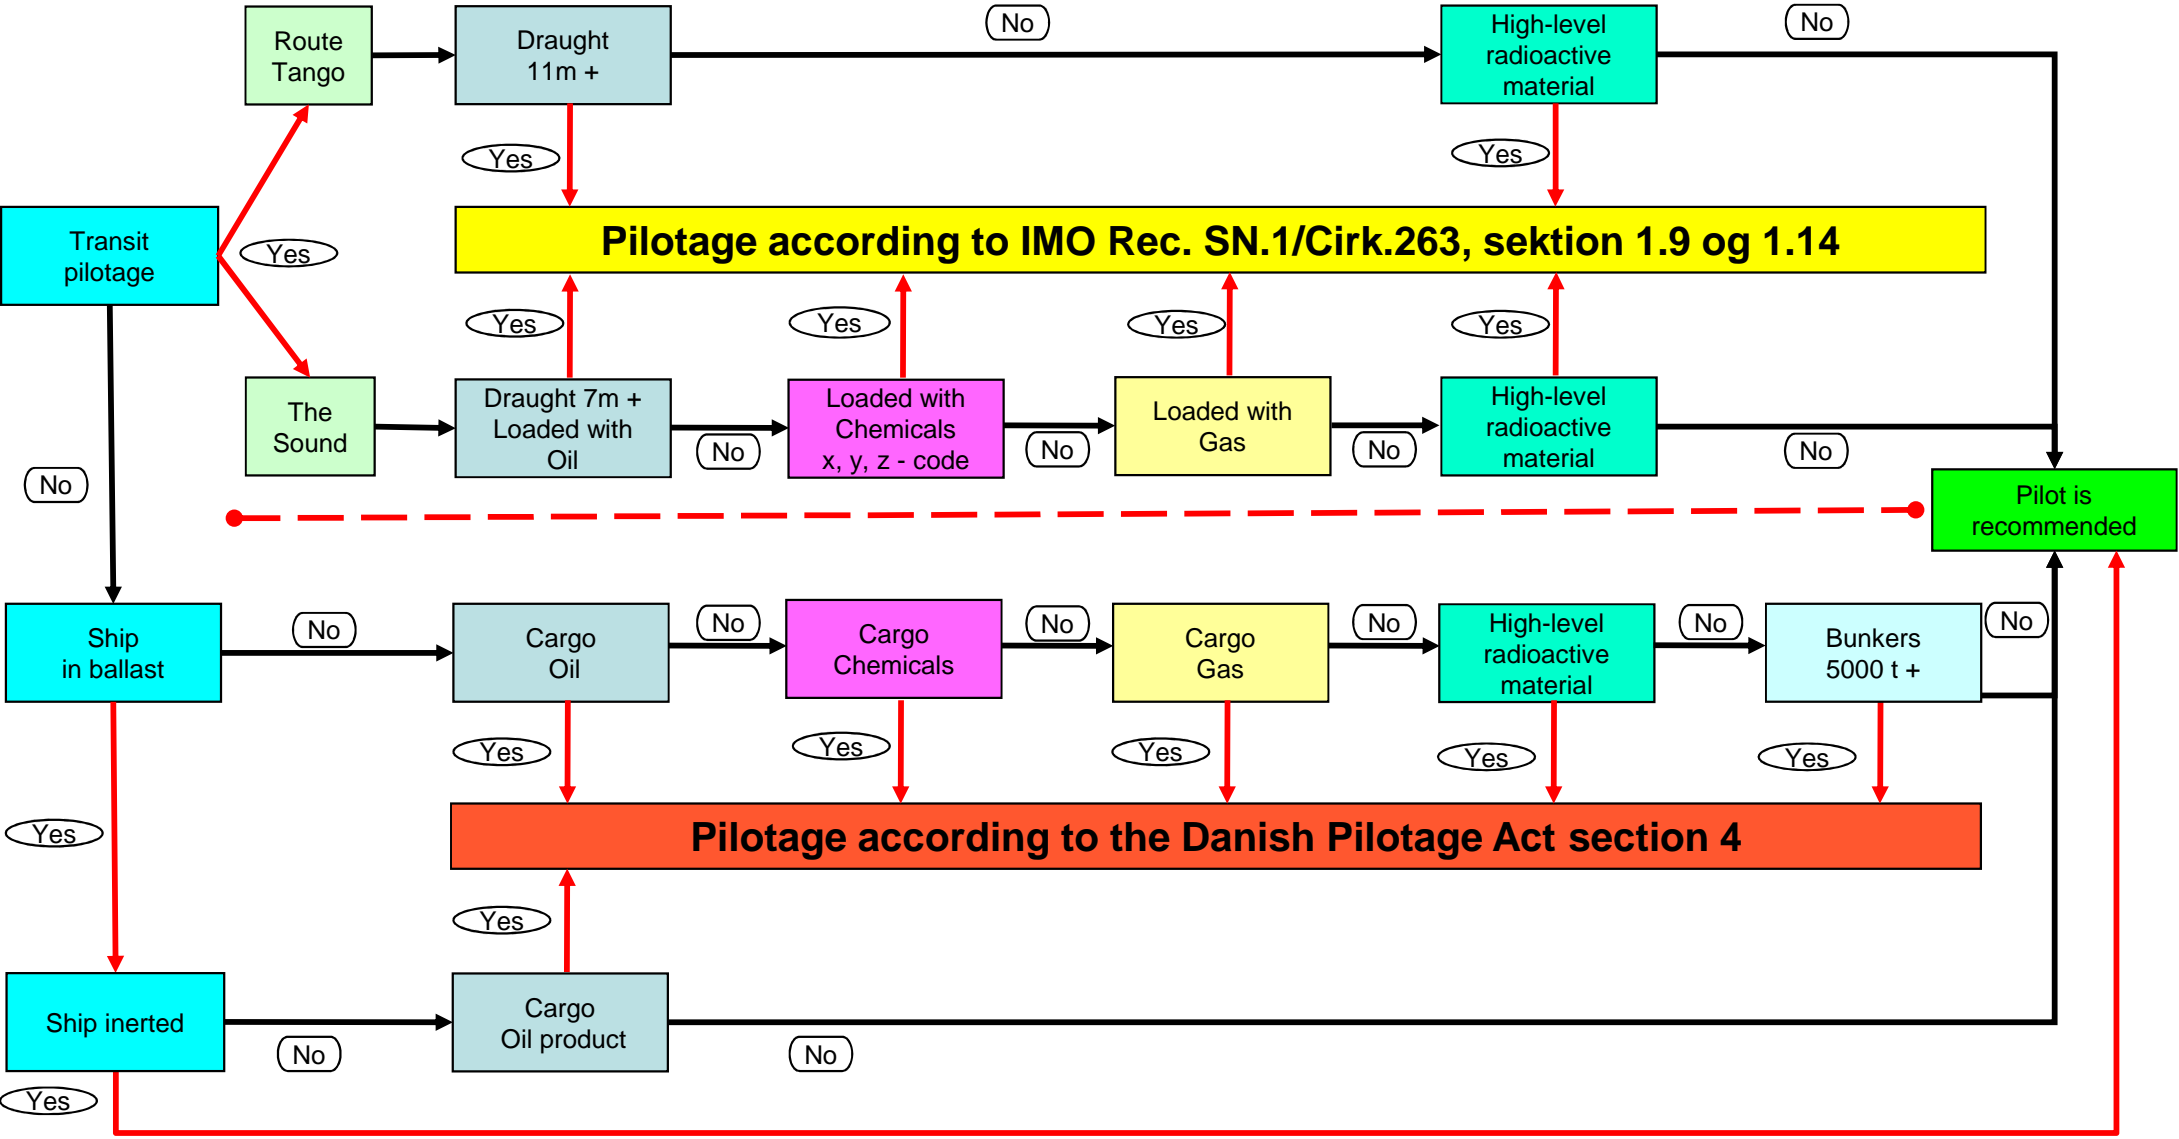 Route
Tango
Draught
11m +
No
High-level
radioactive
material
No
Yes
Yes
Transit
pilotage
Yes
Pilotage according to IMO Rec. SN.1/Cirk.263, sektion 1.9 og 1.14
Yes
Yes
Yes
Yes
The
Sound
Draught 7m +
Loaded with
Oil
No
Loaded with
Chemicals
x, y, z - code
No
Loaded with
Gas
No
High-level
radioactive
material
No
No
Pilot is
recommended
Ship
in ballast
No
Cargo
Oil
No
Cargo
Chemicals
No
Cargo
Gas
No
High-level
radioactive
material
No
Bunkers
5000 t +
No
Yes
Yes
Yes
Yes
Yes
Yes
Pilotage according to the Danish Pilotage Act section 4
Yes
Ship inerted
No
Cargo
Oil product
No
Yes